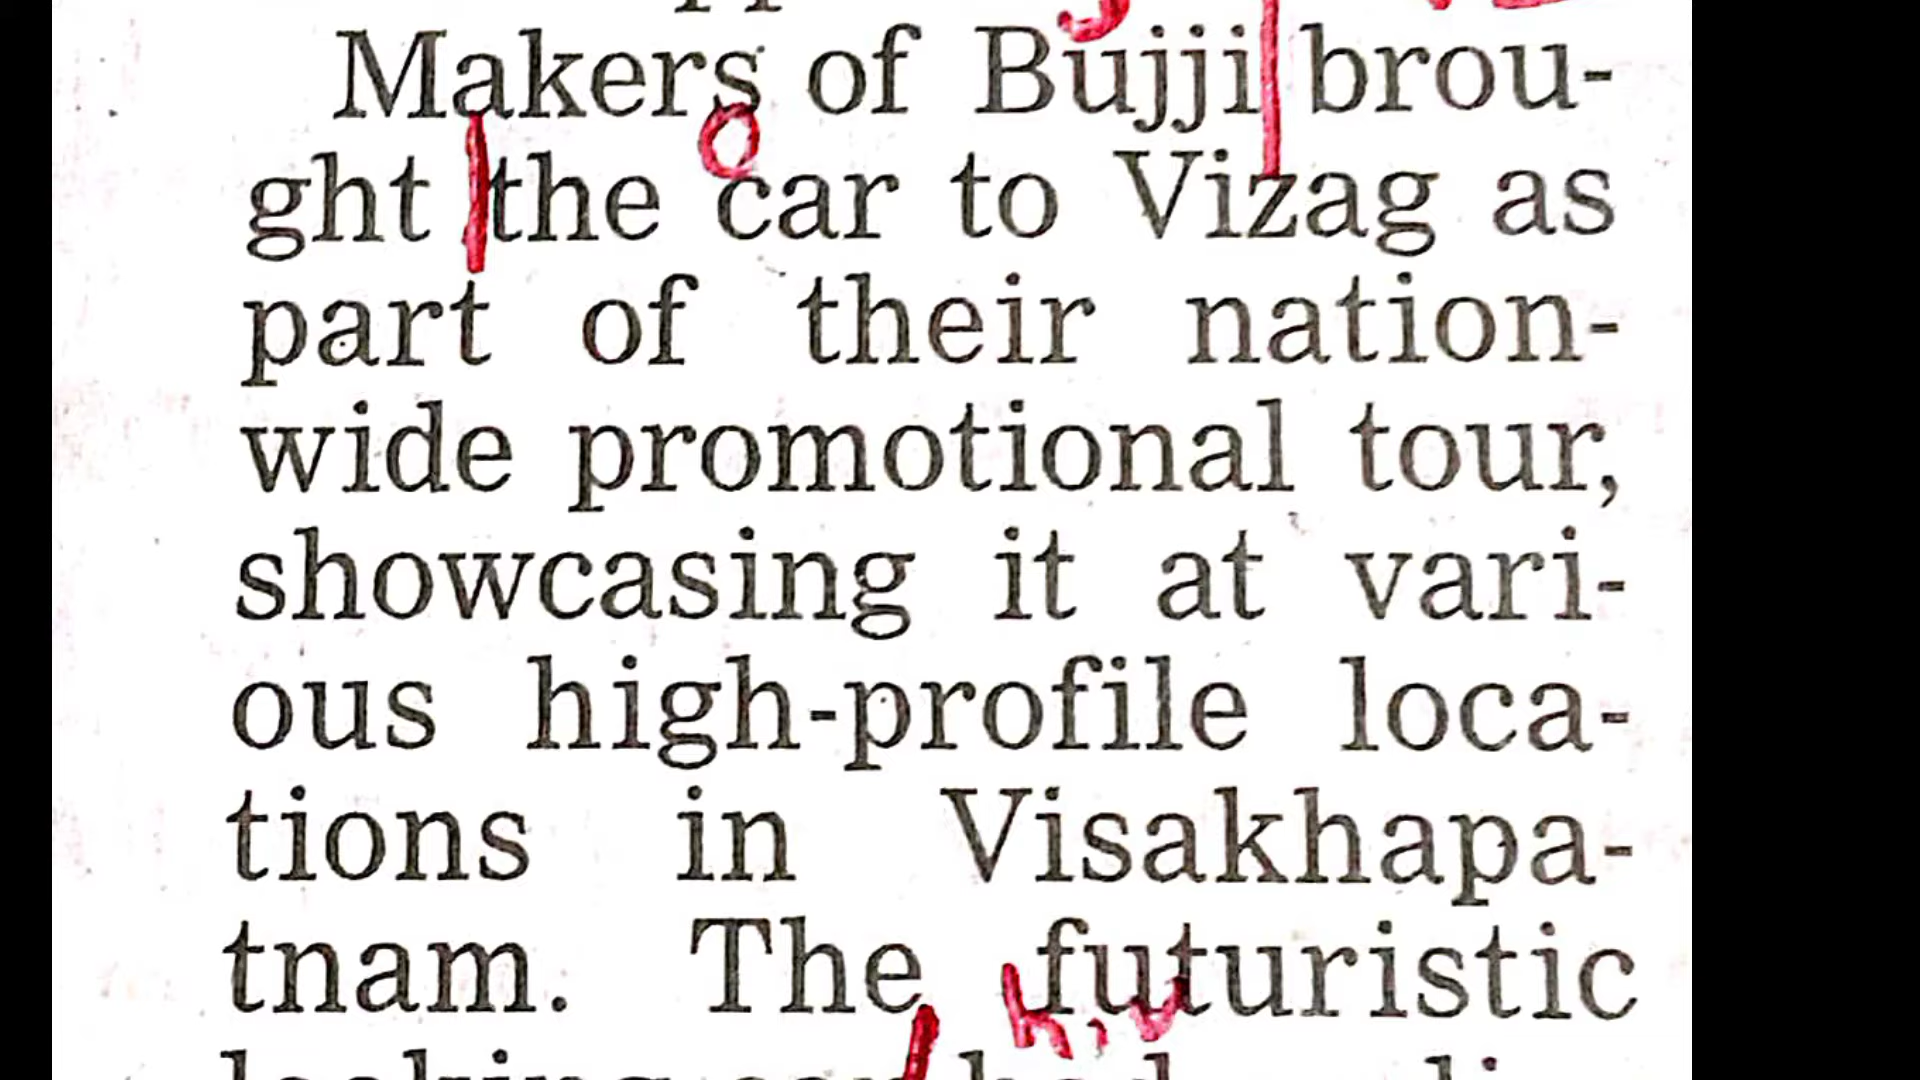 Makers of Bujji brou-
ght the car to Vizag as
part of their nation-
wide promotional tour,
showcasing it at vari-
ous high-profile loca-
tions in Visakhapa-
tnam. The futuristic